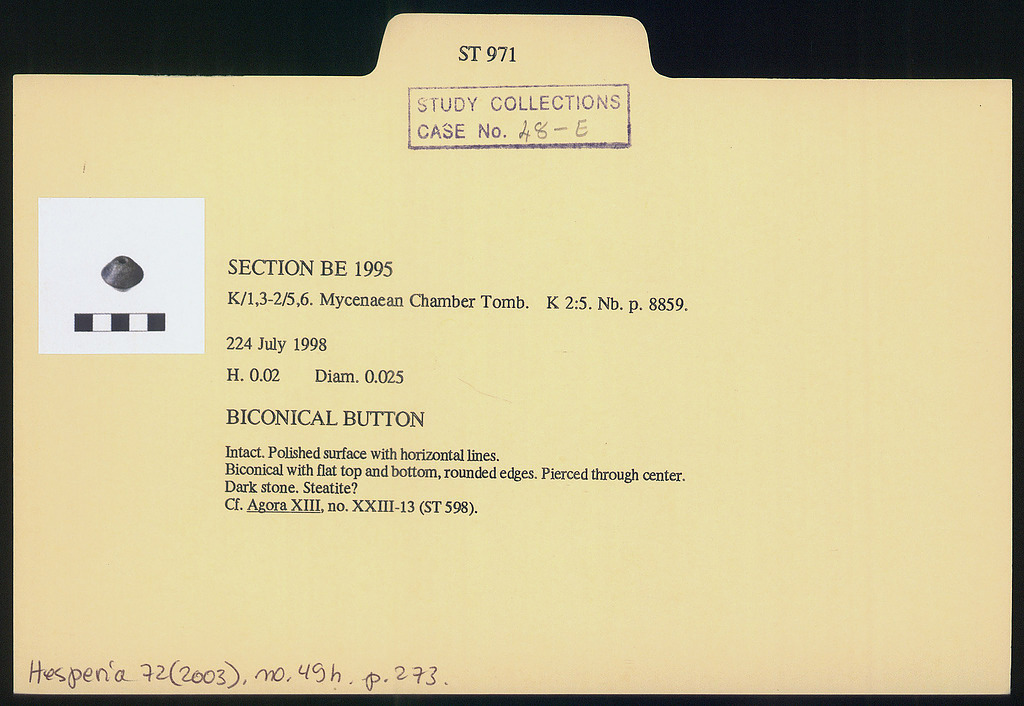 ST 971
STUDY COLLECTIONS
CASE No. 48-E
SECTION BE 1995
K/1,3-2/5,6. Mycenaean Chamber Tomb. K 2:5. Nb. p. 8859.
224 July 1998
H. 0.02 Diam. 0.025
BICONICAL BUTTON
Intact. Polished surface with horizontal lines.
Biconical with flat top and bottom, rounded edges. Pierced through center.
Dark stone. Steatite?
Cf. Agora XIII, no. XXIII-13 (ST 598).
Hesperia 72(2003), no. 49h. p. 273.